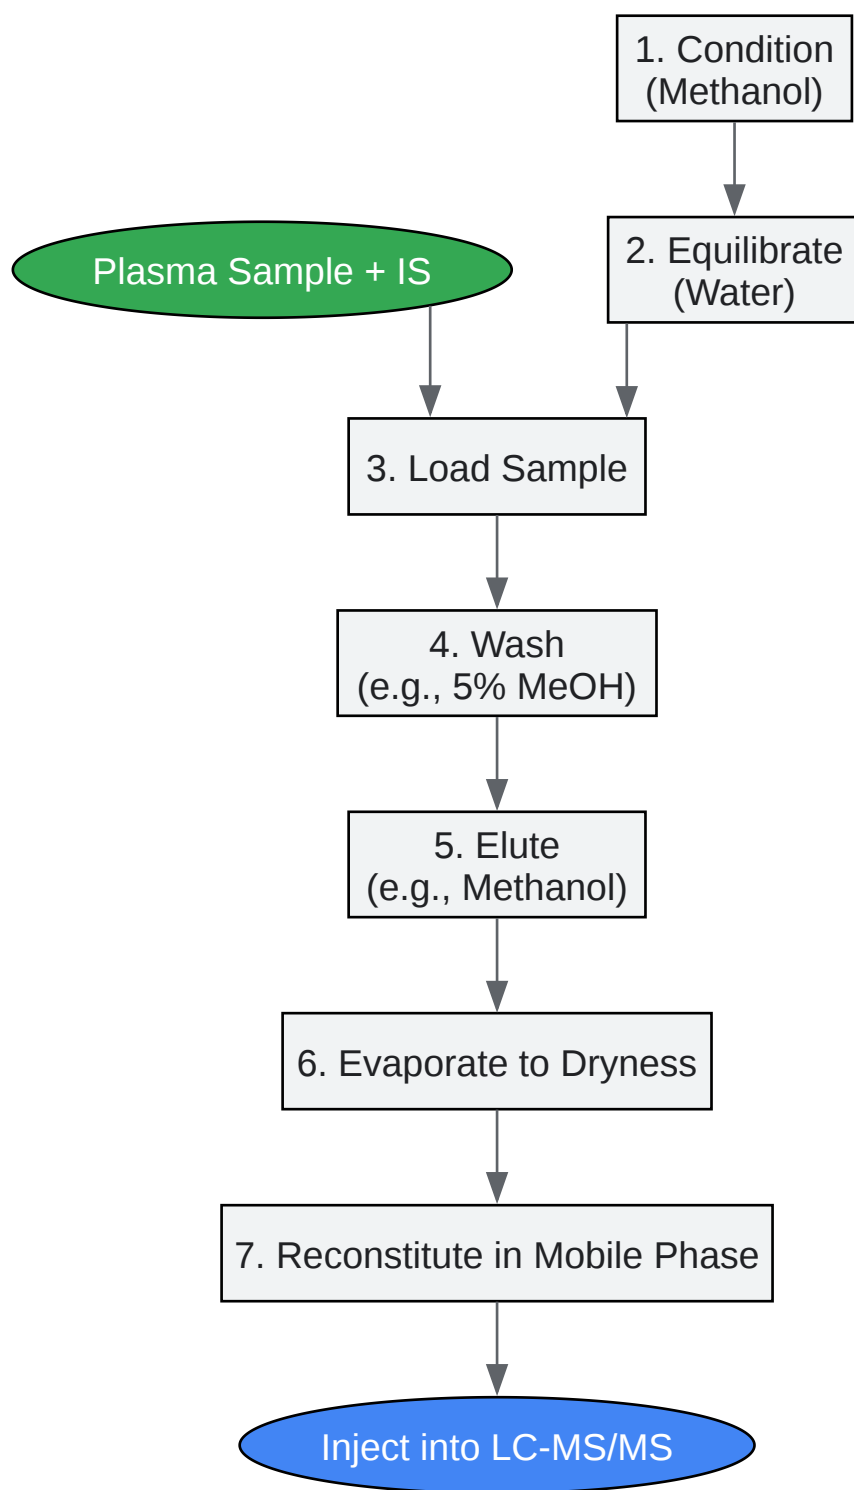 1. Condition
(Methanol)
2. Equilibrate
(Water)
Plasma Sample + IS
3. Load Sample
4. Wash
(e.g., 5% MeOH)
5. Elute
(e.g., Methanol)
6. Evaporate to Dryness
7. Reconstitute in Mobile Phase
Inject into LC-MS/MS